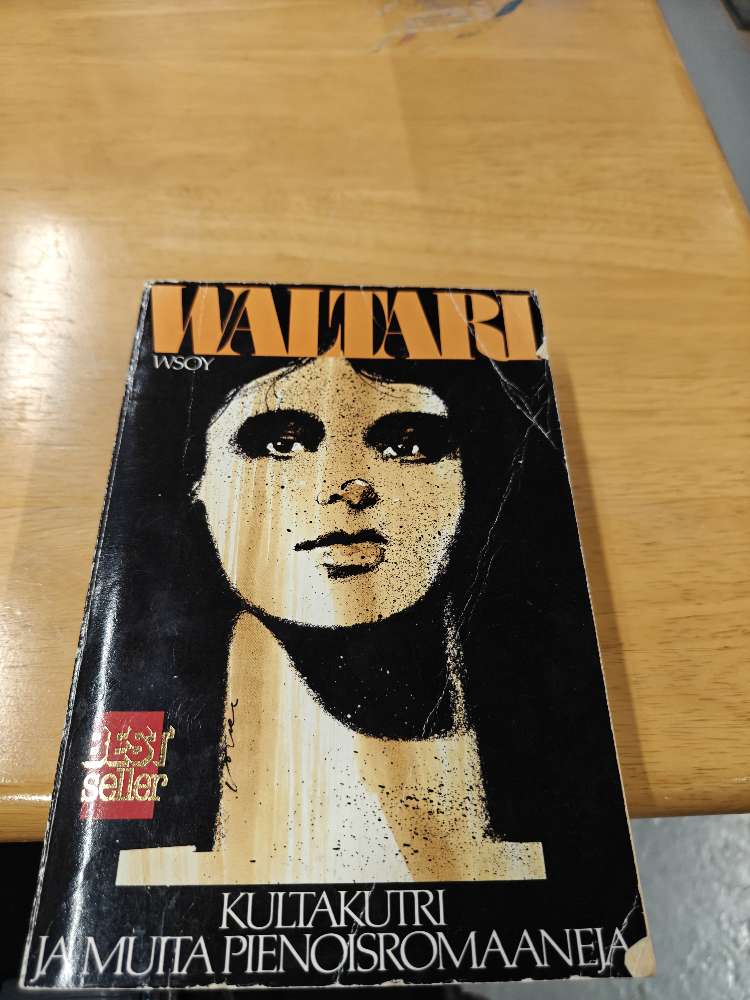 WALTARI
WSOY
BEST
seller
KULTAKUTRI
JA MUITA PIENOISROMAANEJA